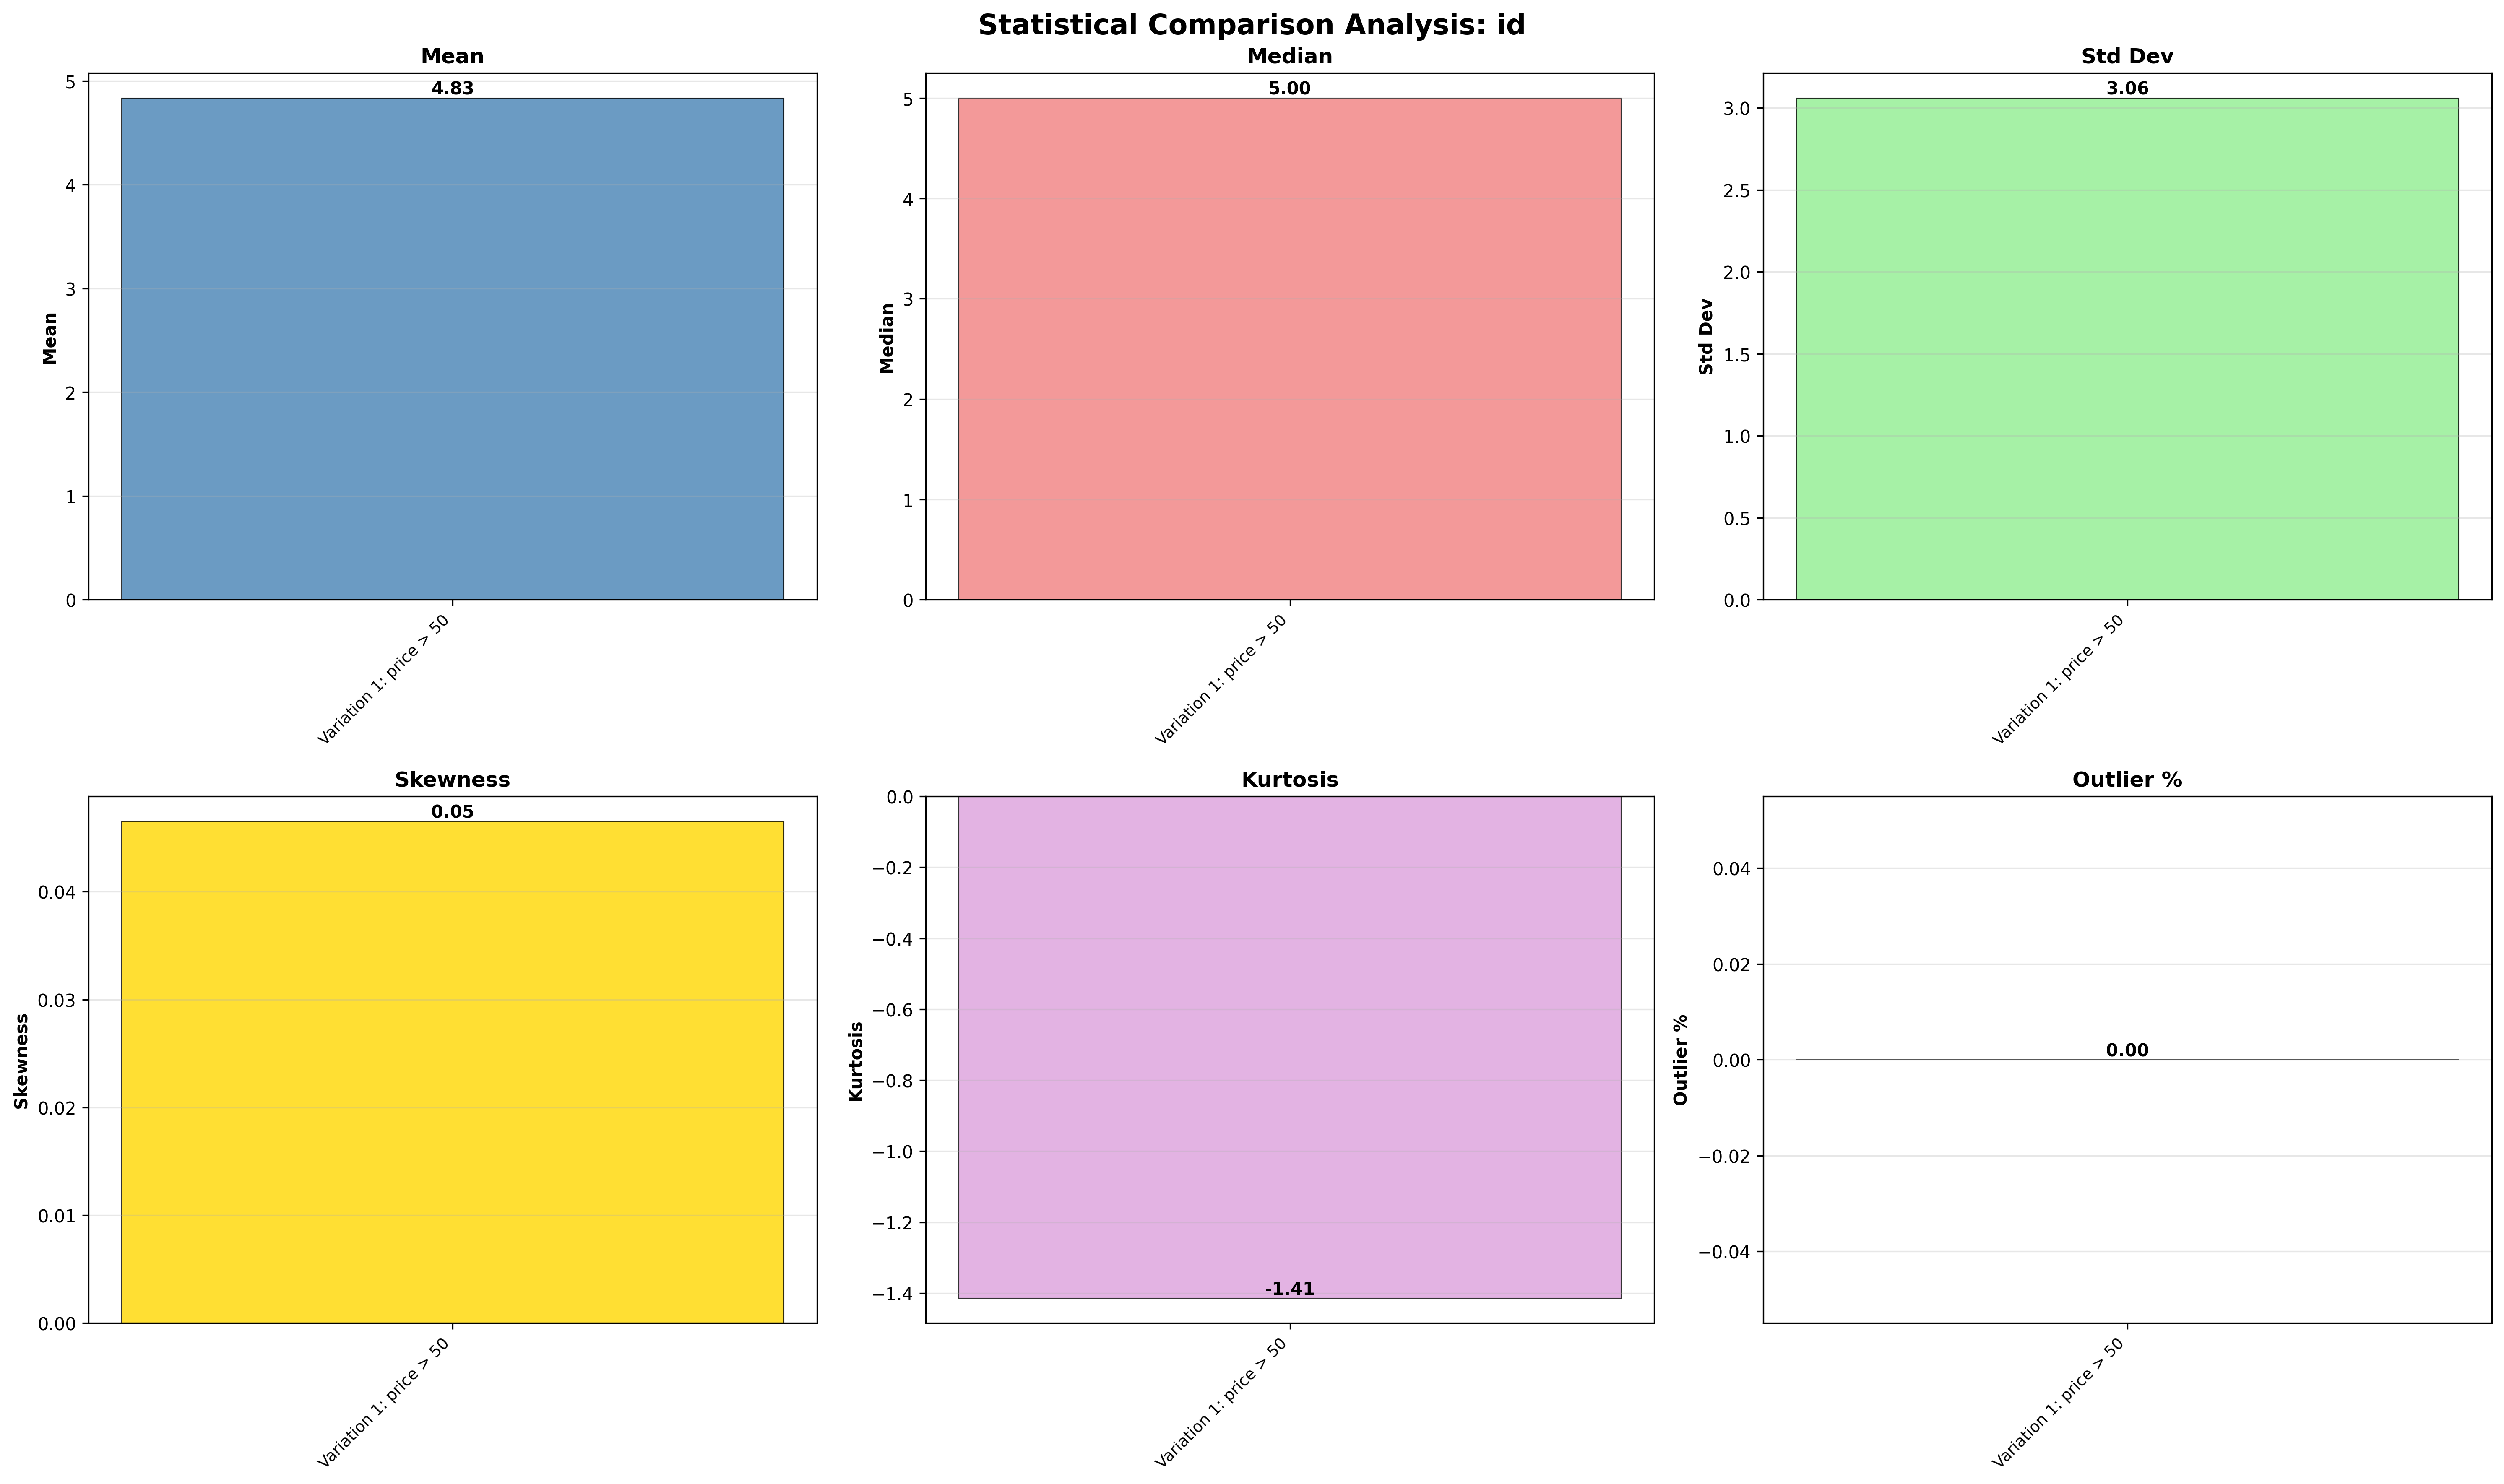 Statistical Comparison Analysis: id
Mean
Mean
5
4
3
2
1
0
4.83
Variation 1: price > 50
Median
Median
5
4
3
2
1
0
5.00
Variation 1: price > 50
Std Dev
Std Dev
3.0
2.5
2.0
1.5
1.0
0.5
0.0
3.06
Variation 1: price > 50
Skewness
Skewness
0.04
0.03
0.02
0.01
0.00
0.05
Variation 1: price > 50
Kurtosis
Kurtosis
0.0
−0.2
−0.4
−0.6
−0.8
−1.0
−1.2
−1.4
-1.41
Variation 1: price > 50
Outlier %
Outlier %
0.04
0.02
0.00
−0.02
−0.04
0.00
Variation 1: price > 50